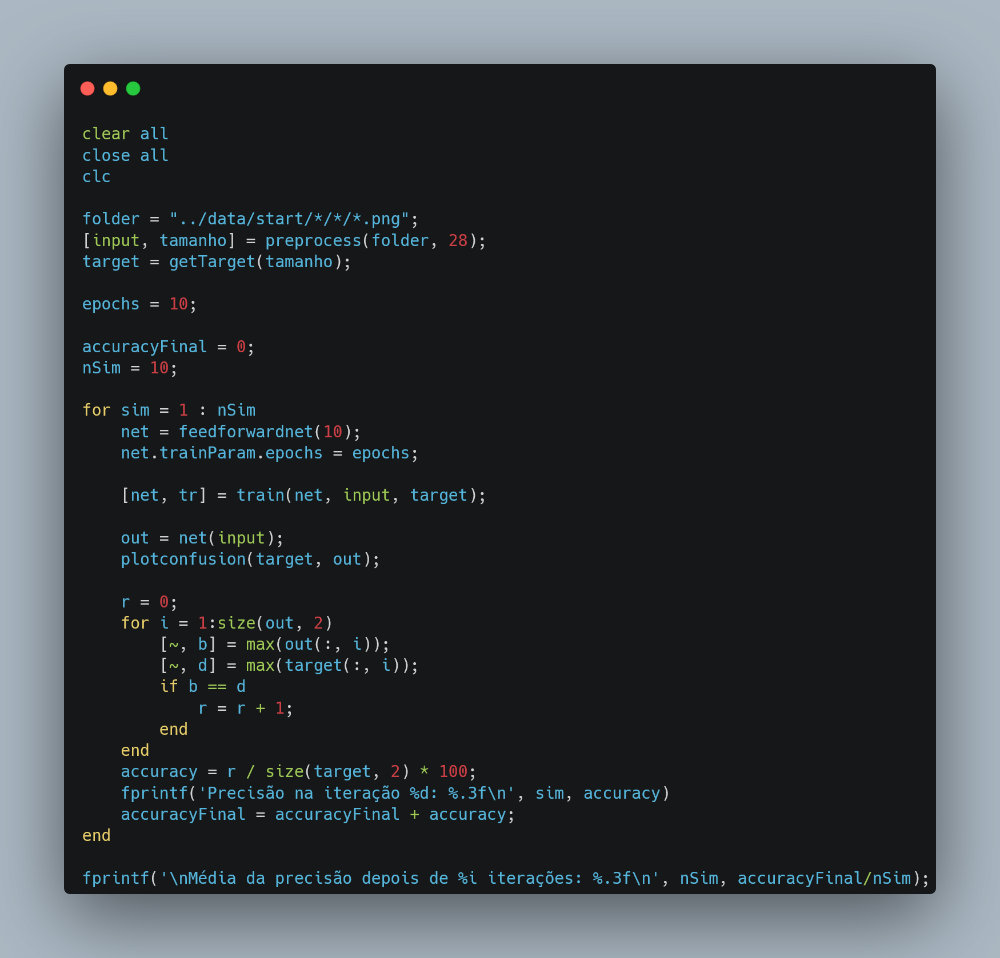 clear all
close all
clc
folder = "../data/start/*/*/*.png";
[input, tamanho] = preprocess(folder, 28);
target = getTarget(tamanho);
epochs = 10;
accuracyFinal = 0;
nSim = 10;
for sim = 1 : nSim
    net = feedforwardnet(10);
    net.trainParam.epochs = epochs;
    [net, tr] = train(net, input, target);
    out = net(input);
    plotconfusion(target, out);
    r = 0;
    for i = 1:size(out, 2)
        [~, b] = max(out(:, i));
        [~, d] = max(target(:, i));
        if b == d
            r = r + 1;
        end
    end
    accuracy = r / size(target, 2) * 100;
    fprintf('Precisão na iteração %d: %.3f\n', sim, accuracy)
    accuracyFinal = accuracyFinal + accuracy;
end
fprintf('\nMédia da precisão depois de %i iterações: %.3f\n', nSim, accuracyFinal/nSim);